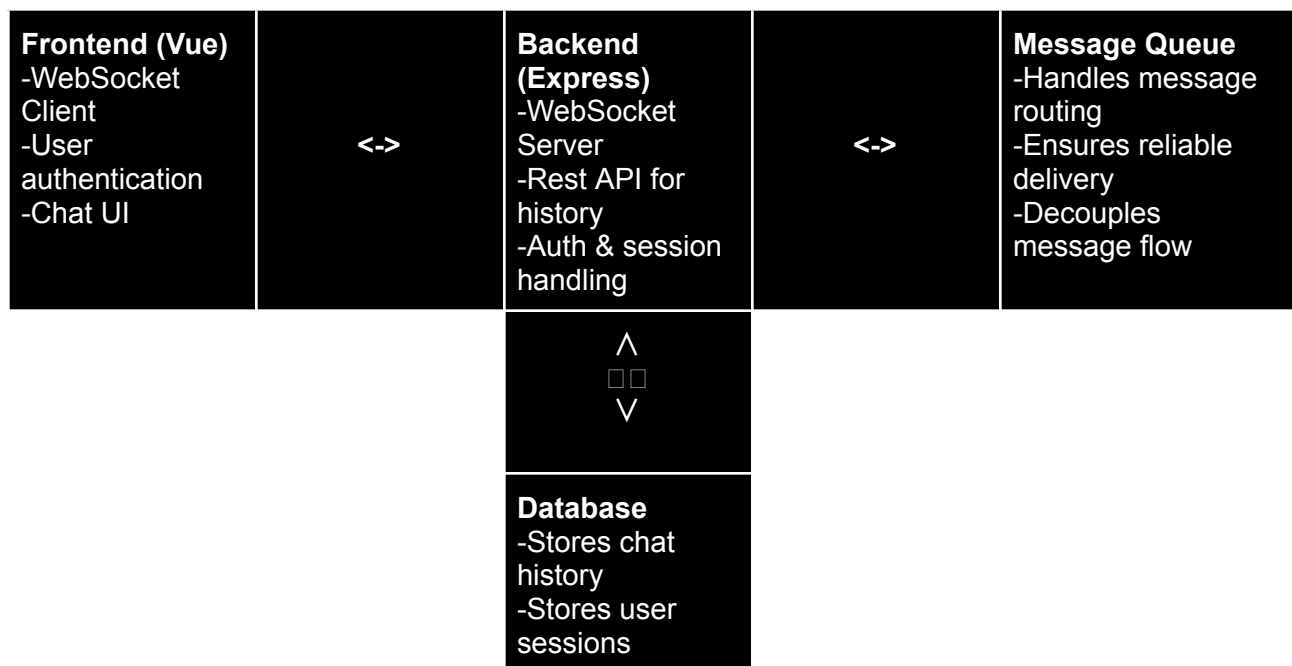 Frontend (Vue)
-WebSocket
Client
-User
authentication
-Chat UI
<->
Backend
(Express)
-WebSocket
Server
-Rest API for
history
-Auth & session
handling
<->
Message Queue
-Handles message
routing
-Ensures reliable
delivery
-Decouples
message flow
∧
□□
∨
Database
-Stores chat
history
-Stores user
sessions